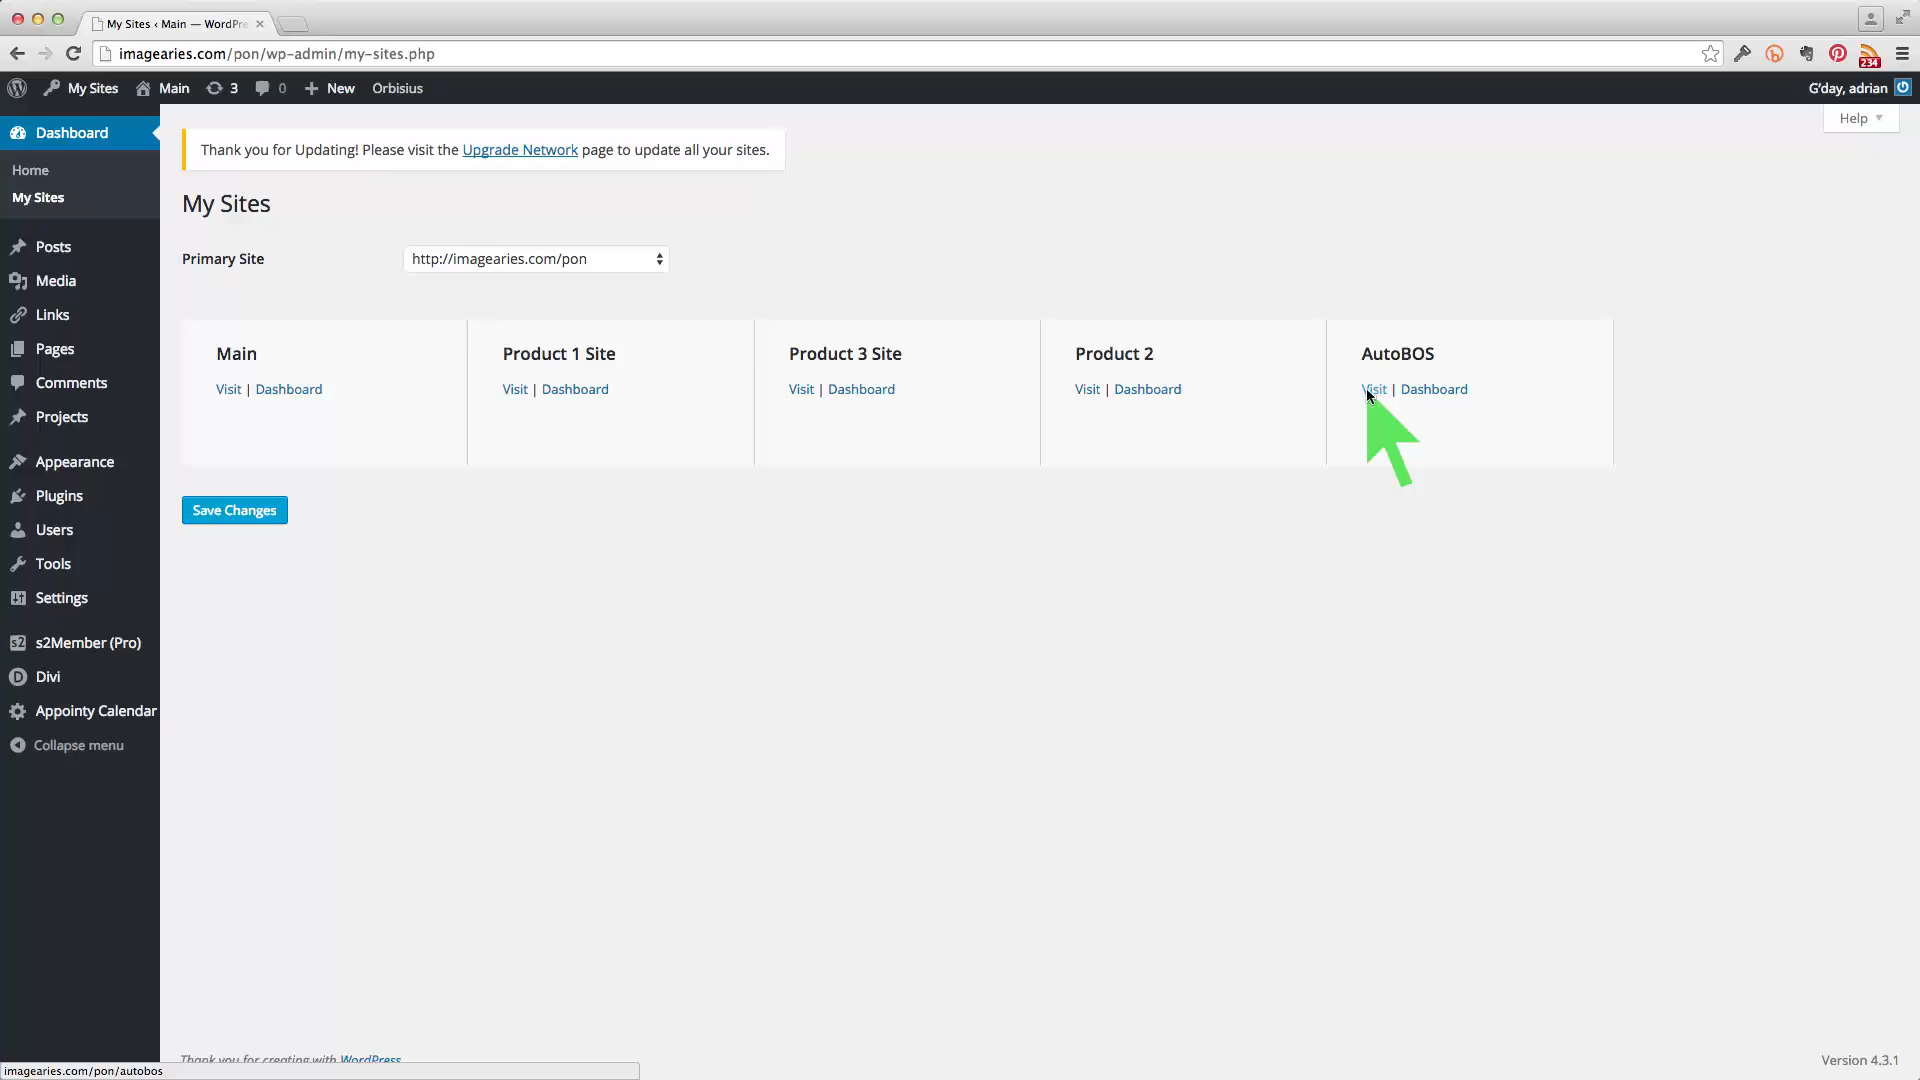 My Sites ‹ Main — WordPre
imagearies.com/pon/wp-admin/my-sites.php
234
My Sites Main 3 0 New Orbisius G'day, adrian
Help
Dashboard
Home
My Sites
Posts
Media
Links
Pages
Comments
Projects
Appearance
Plugins
Users
Tools
Settings
s2 s2Member (Pro)
D Divi
Appointy Calendar
Collapse menu
Thank you for Updating! Please visit the Upgrade Network page to update all your sites.
My Sites
Primary Site http://imagearies.com/pon
Main
Visit | Dashboard
Product 1 Site
Visit | Dashboard
Product 3 Site
Visit | Dashboard
Product 2
Visit | Dashboard
AutoBOS
Visit | Dashboard
Save Changes
Thank you for creating with WordPress
Version 4.3.1
imagearies.com/pon/autobos